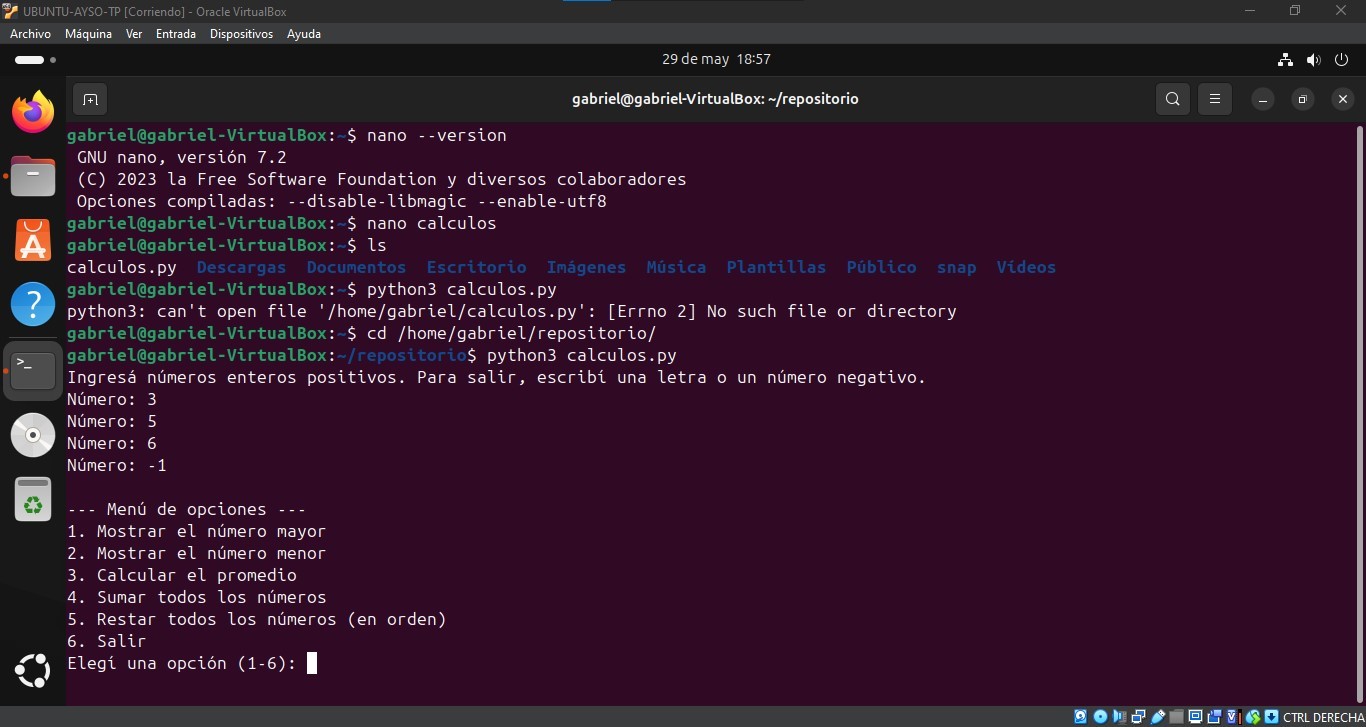 UBUNTU-AYSO-TP [Corriendo] - Oracle VirtualBox
Archivo Máquina Ver Entrada Dispositivos Ayuda
29 de may 18:57
gabriel@gabriel-VirtualBox: ~/repositorio
gabriel@gabriel-VirtualBox:~$ nano --version
GNU nano, versión 7.2
(C) 2023 la Free Software Foundation y diversos colaboradores
Opciones compiladas: --disable-libmagic --enable-utf8
gabriel@gabriel-VirtualBox:~$ nano calculos
gabriel@gabriel-VirtualBox:~$ ls
calculos.py Descargas Documentos Escritorio Imágenes Música Plantillas Público snap Vídeos
gabriel@gabriel-VirtualBox:~$ python3 calculos.py
python3: can't open file '/home/gabriel/calculos.py': [Errno 2] No such file or directory
gabriel@gabriel-VirtualBox:~$ cd /home/gabriel/repositorio/
gabriel@gabriel-VirtualBox:~/repositorio$ python3 calculos.py
Ingresá números enteros positivos. Para salir, escribí una letra o un número negativo.
Número: 3
Número: 5
Número: 6
Número: -1
--- Menú de opciones ---
1. Mostrar el número mayor
2. Mostrar el número menor
3. Calcular el promedio
4. Sumar todos los números
5. Restar todos los números (en orden)
6. Salir
Elegí una opción (1-6):
CTRL DERECHA